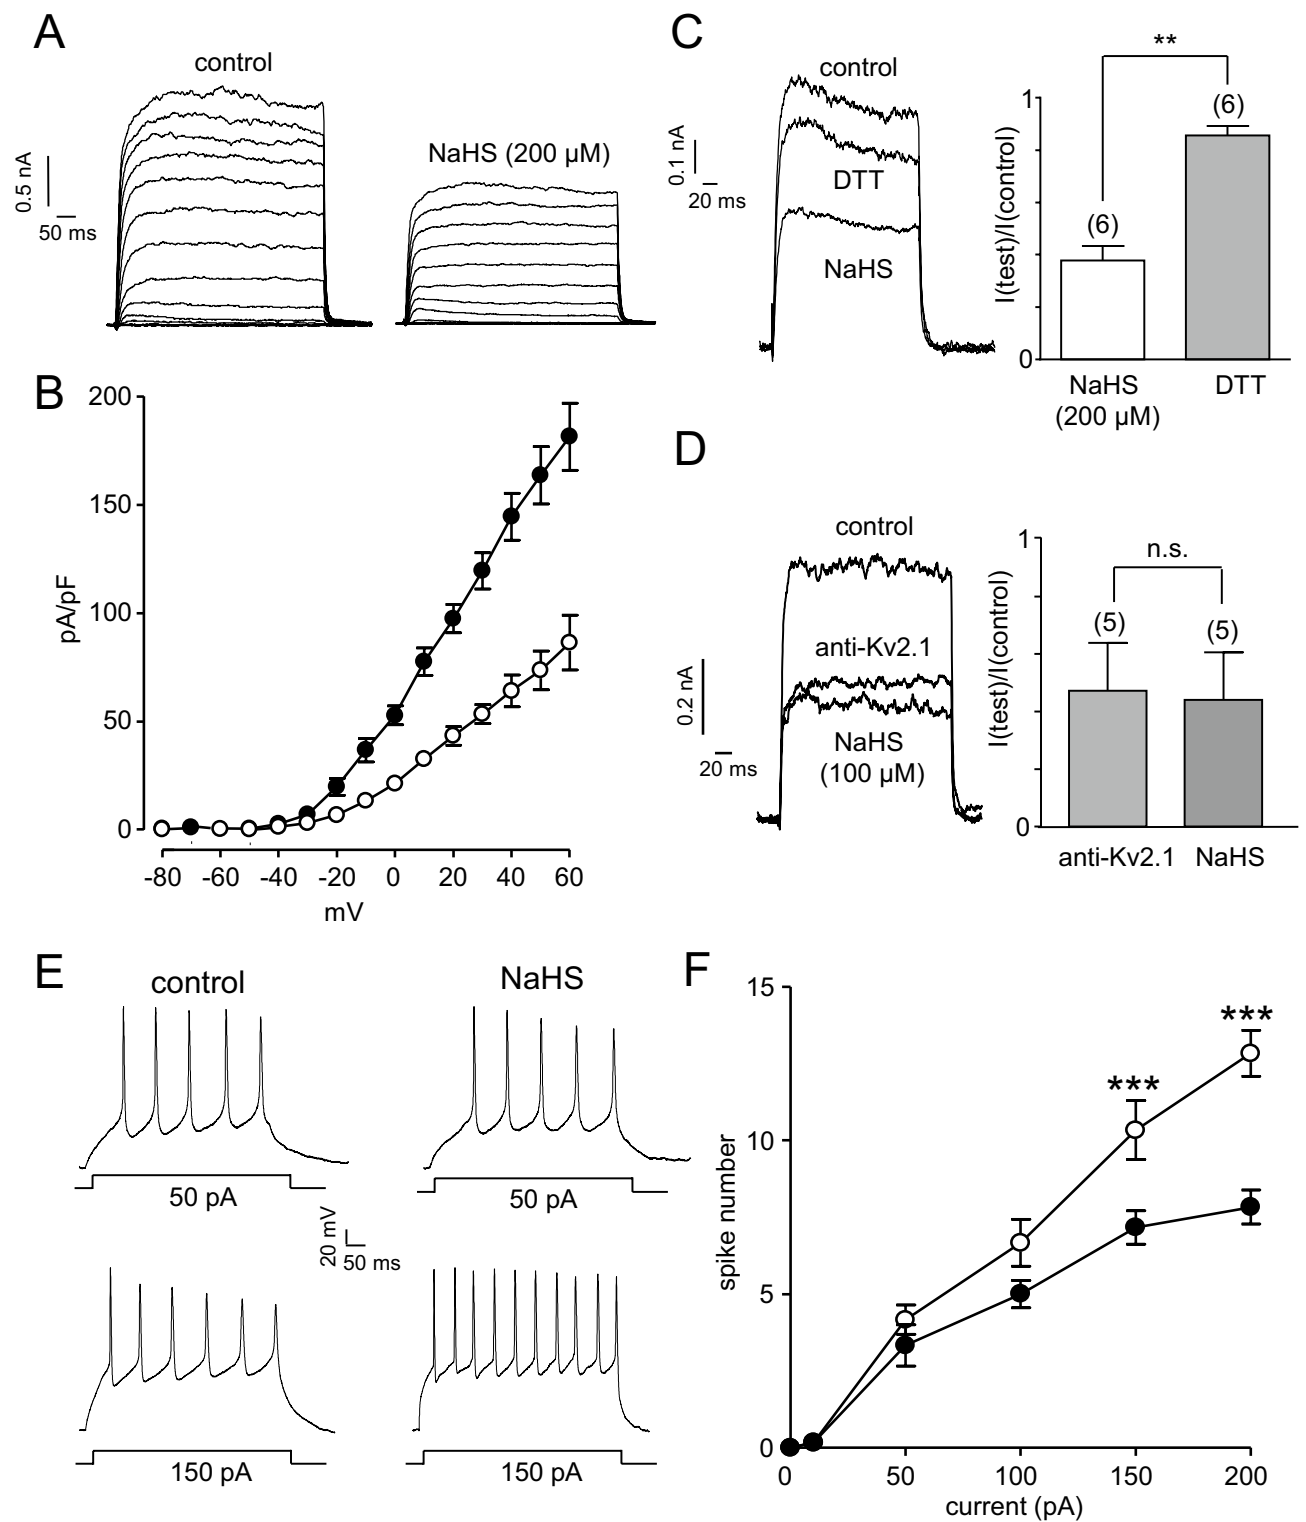 A
control
NaHS (200 µM)
0.5 nA
50 ms
B
200
150
100
50
0
pA/pF
-80 -60 -40 -20 0 20 40 60
mV
C
control
DTT
NaHS
0.1 nA
20 ms
**
(6)
(6)
1
0
I(test)/I(control)
NaHS
(200 µM)
DTT
D
control
anti-Kv2.1
NaHS
(100 µM)
0.2 nA
20 ms
n.s.
(5)
(5)
1
0
I(test)/I(control)
anti-Kv2.1 NaHS
E
control
NaHS
50 pA
50 pA
20 mV
50 ms
150 pA
150 pA
F
15
10
5
0
spike number
***
***
0 50 100 150 200
current (pA)